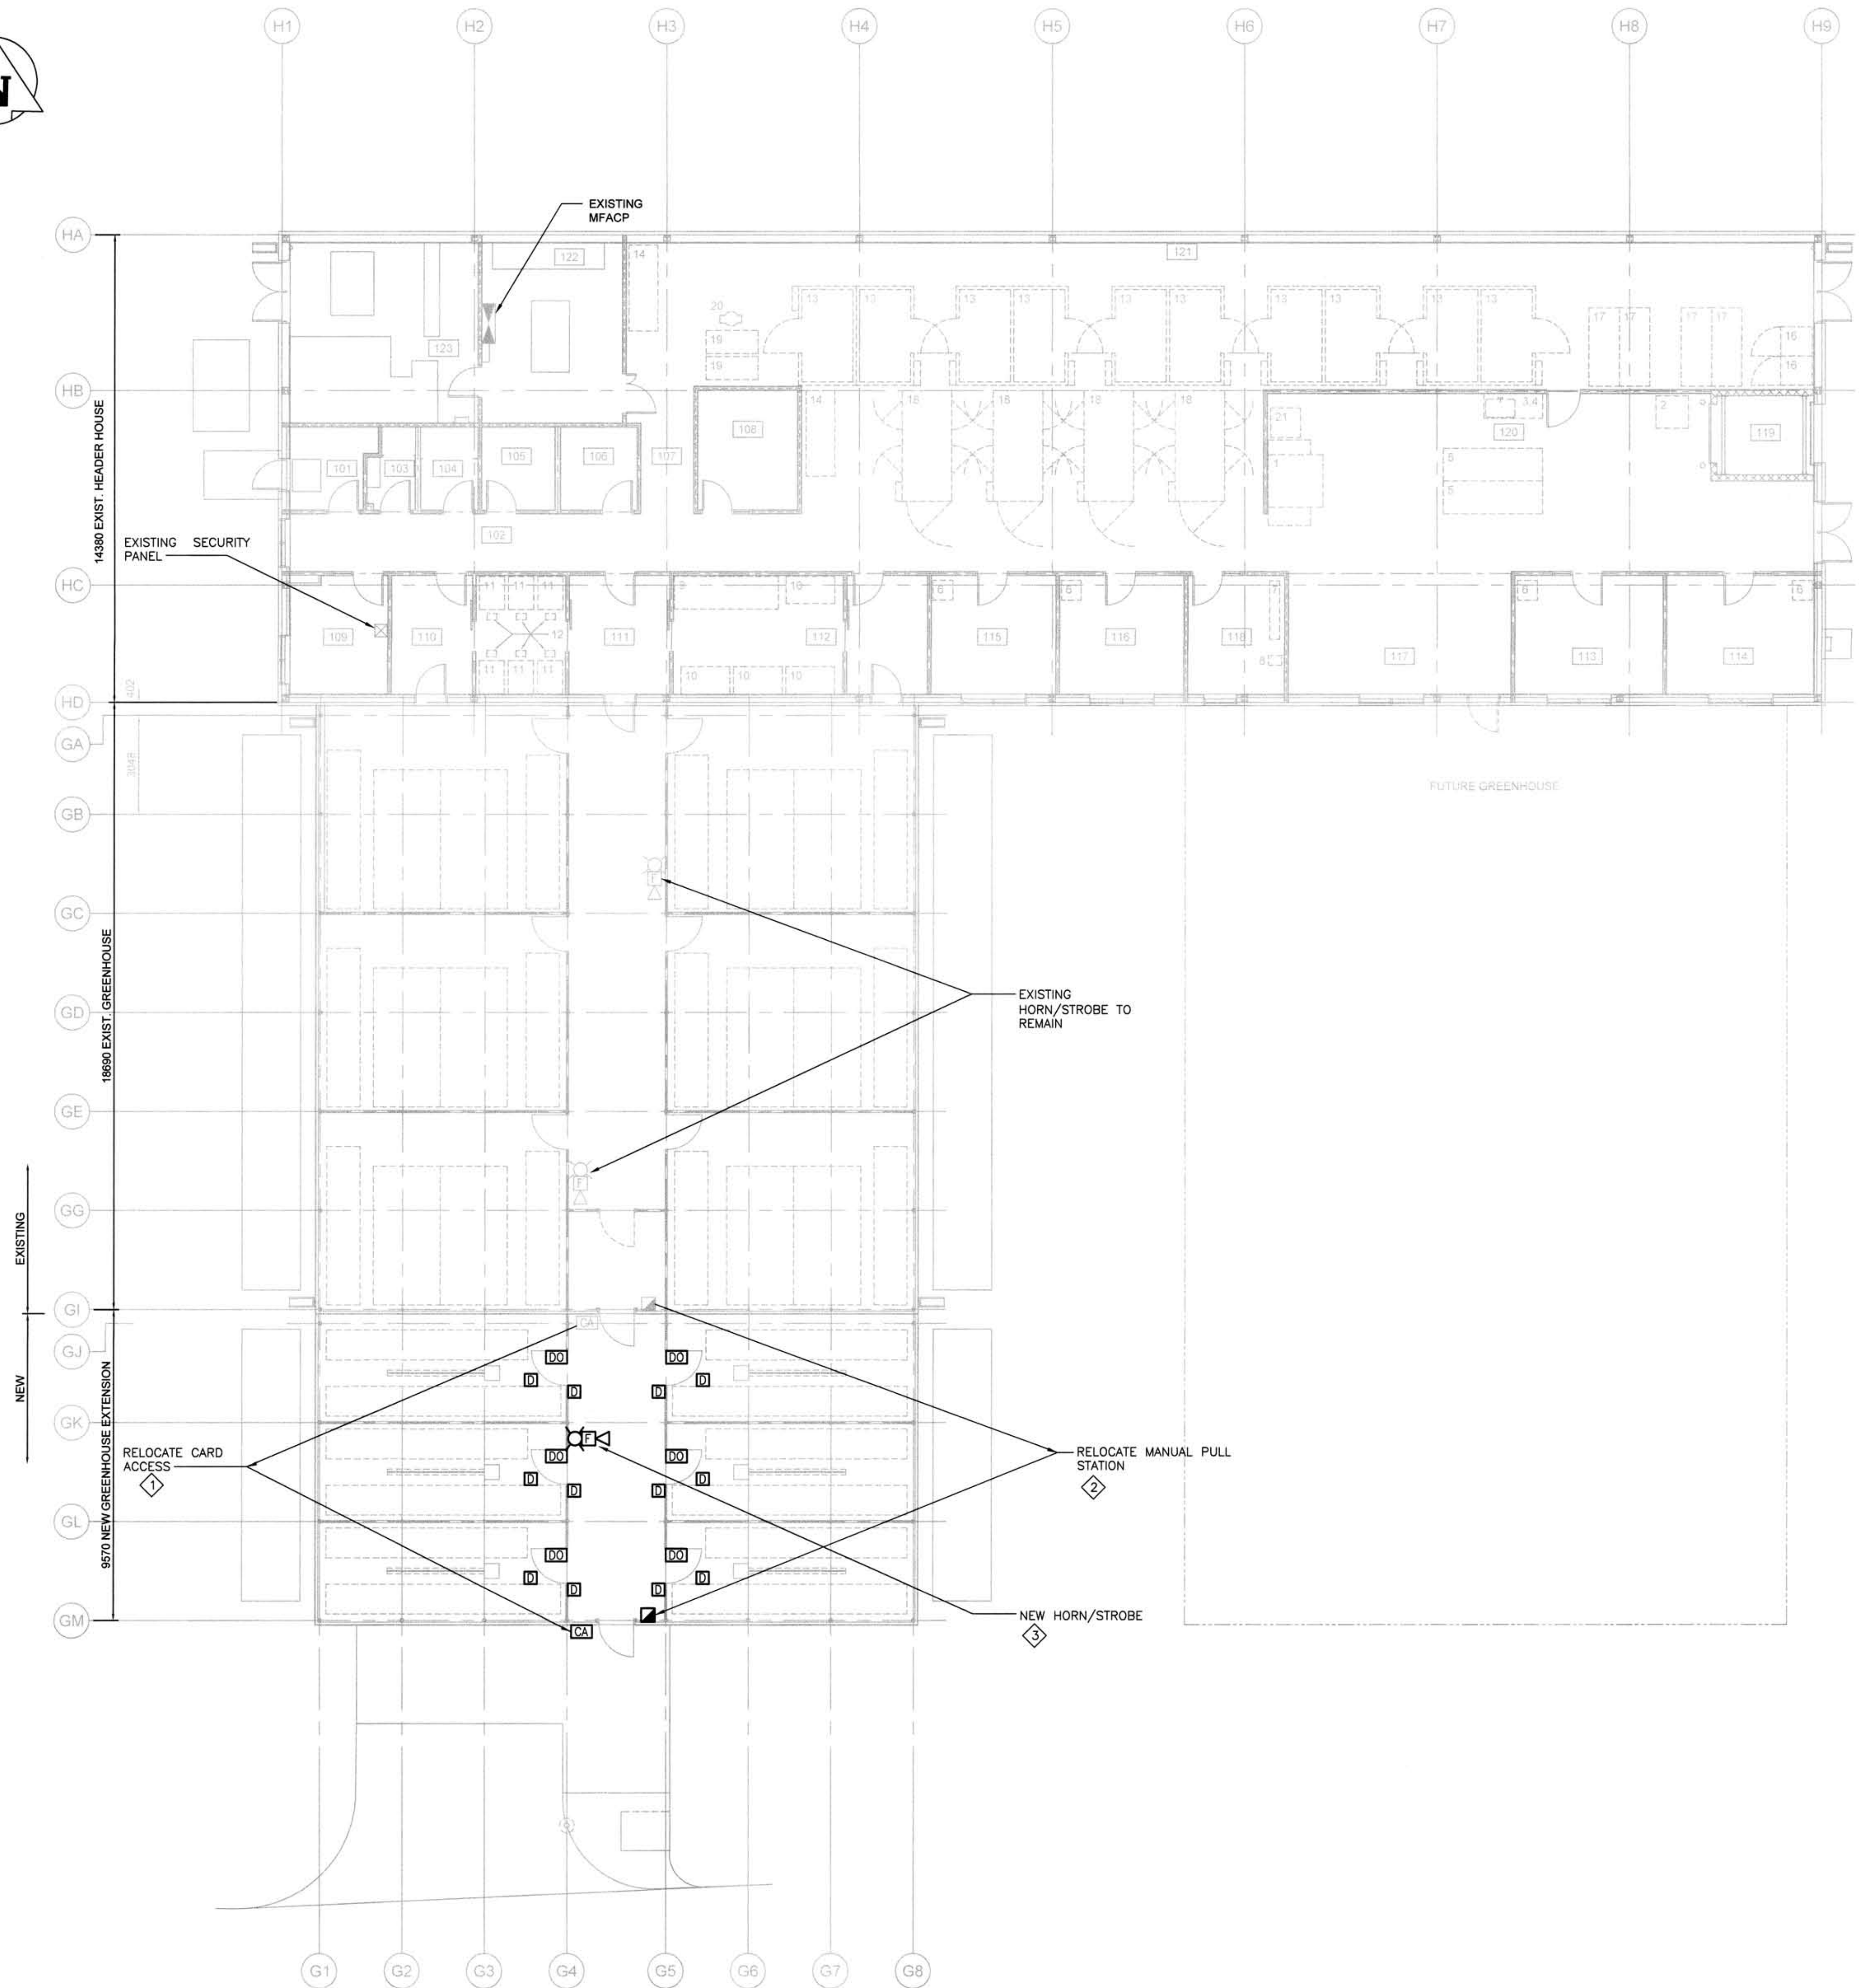 H1 H2 H3 H4 H5 H6 H7 H8 H9
N
EXISTING
MFACP
HA
122
14
121
13 13 13 13 13 13 13 13 13 13
20
19
19
17 17 17 17
16
16
123
HB
14
18 18 18 18
108
21
1
3,4
2
120
119
101 103 104 105 106 107
5
5
14380 EXIST. HEADER HOUSE
102
EXISTING SECURITY
PANEL
HC
11 11 11
9
10
6 6 7 6 6
109 110 12 111 112 115 116 118 117 113 114
8
11 11 11
10 10 10
HD
402
GA
3048
FUTURE GREENHOUSE
GB
F
GC
18690 EXIST. GREENHOUSE
GD
EXISTING
HORN/STROBE TO
REMAIN
GE
F
GG
EXISTING
GI
CA
GJ
NEW
DO DO
D D
D D
GK
9570 NEW GREENHOUSE EXTENSION
F
RELOCATE CARD
ACCESS
1
DO DO
D D
D D
RELOCATE MANUAL PULL
STATION
2
GL
DO DO
D D
D D
GM
CA
NEW HORN/STROBE
3
G1 G2 G3 G4 G5 G6 G7 G8